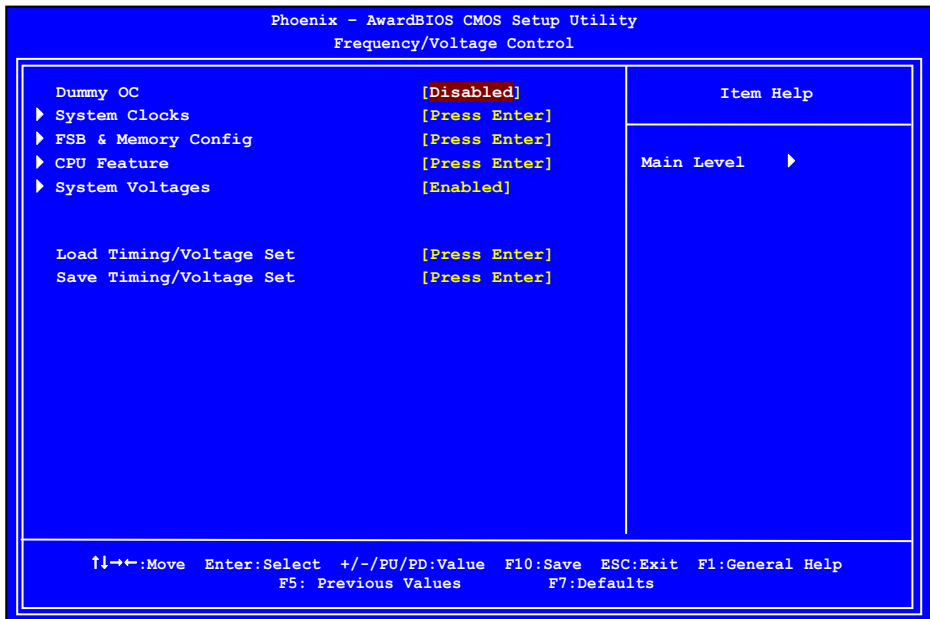 Phoenix – AwardBIOS CMOS Setup Utility
Frequency/Voltage Control
Dummy OC [Disabled]
System Clocks [Press Enter]
FSB & Memory Config [Press Enter]
CPU Feature [Press Enter]
System Voltages [Enabled]
Load Timing/Voltage Set [Press Enter]
Save Timing/Voltage Set [Press Enter]
Item Help
Main Level
↑↓→←:Move Enter:Select +/-/PU/PD:Value F10:Save ESC:Exit F1:General Help
F5: Previous Values F7:Defaults